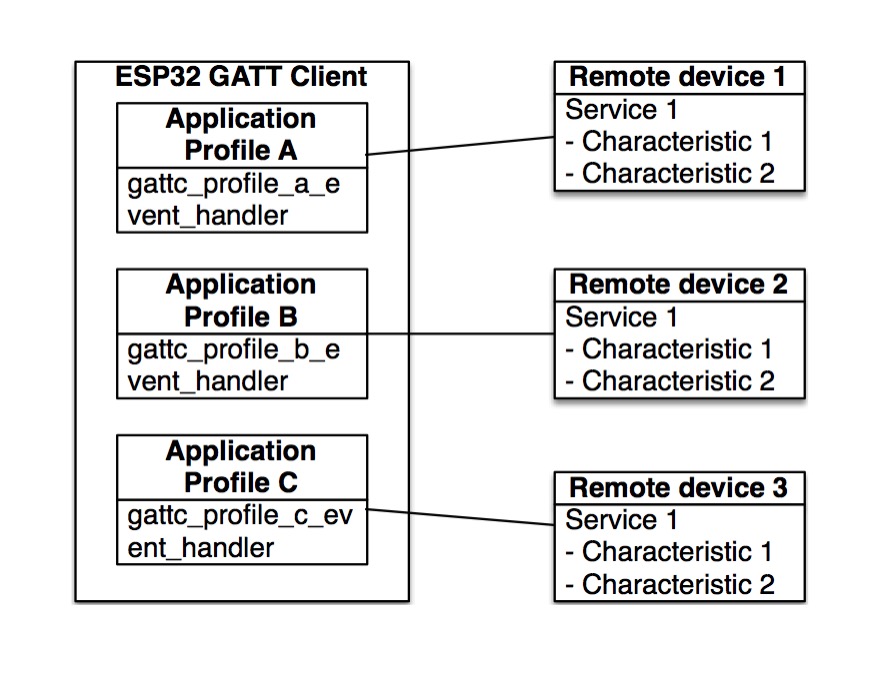 ESP32 GATT Client
Application
Profile A
gattc_profile_a_e
vent_handler
Application
Profile B
gattc_profile_b_e
vent_handler
Application
Profile C
gattc_profile_c_ev
ent_handler
Remote device 1
Service 1
- Characteristic 1
- Characteristic 2
Remote device 2
Service 1
- Characteristic 1
- Characteristic 2
Remote device 3
Service 1
- Characteristic 1
- Characteristic 2